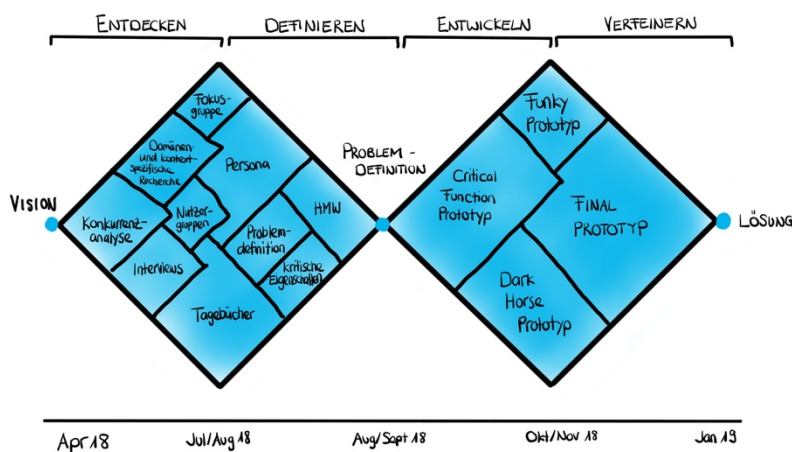 ENTDECKEN
DEFINIEREN
ENTWICKELN
VERFEINERN
VISION
Fokus-
gruppe
Domänen-
und kontext-
spezifische
Recherche
Konkurrenz-
analyse
Interviews
Nutzer-
gruppen
Tagebücher
Persona
Problem-
definition
HMW
kritische
Eigenschaften
PROBLEM-
DEFINITION
Critical
Function
Prototyp
Funky
Prototyp
Dark
Horse
Prototyp
FINAL
PROTOTYP
LÖSUNG
Apr 18
Jul/Aug 18
Aug/Sept 18
Okt/Nov 18
Jan 19